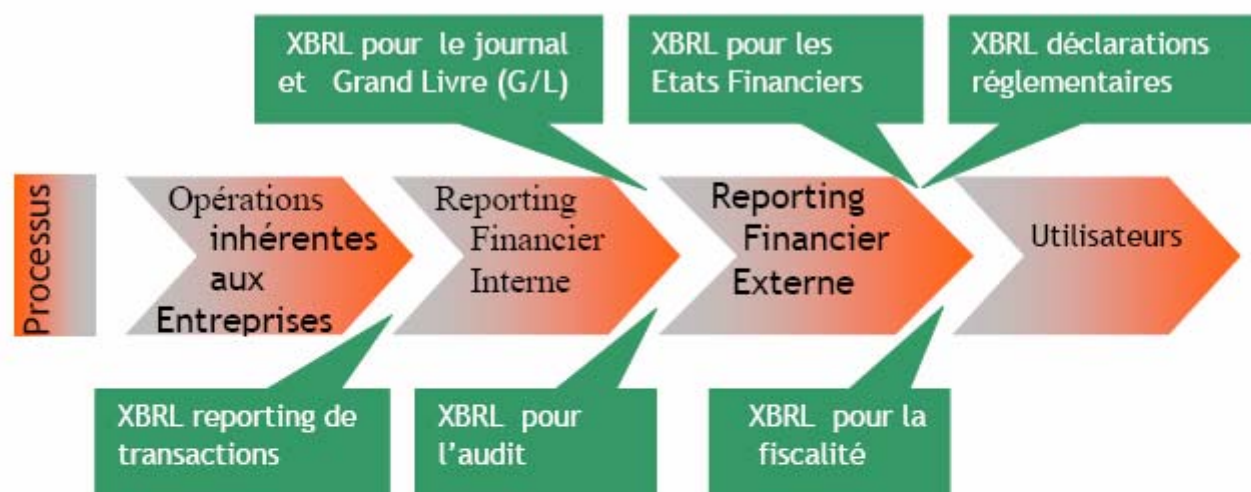 XBRL pour le journal
et Grand Livre (G/L)
XBRL pour les
Etats Financiers
XBRL déclarations
réglementaires
Processus
Opérations
inhérentes
aux
Entreprises
Reporting
Financier
Interne
Reporting
Financier
Externe
Utilisateurs
XBRL reporting de
transactions
XBRL pour
l'audit
XBRL pour la
fiscalité